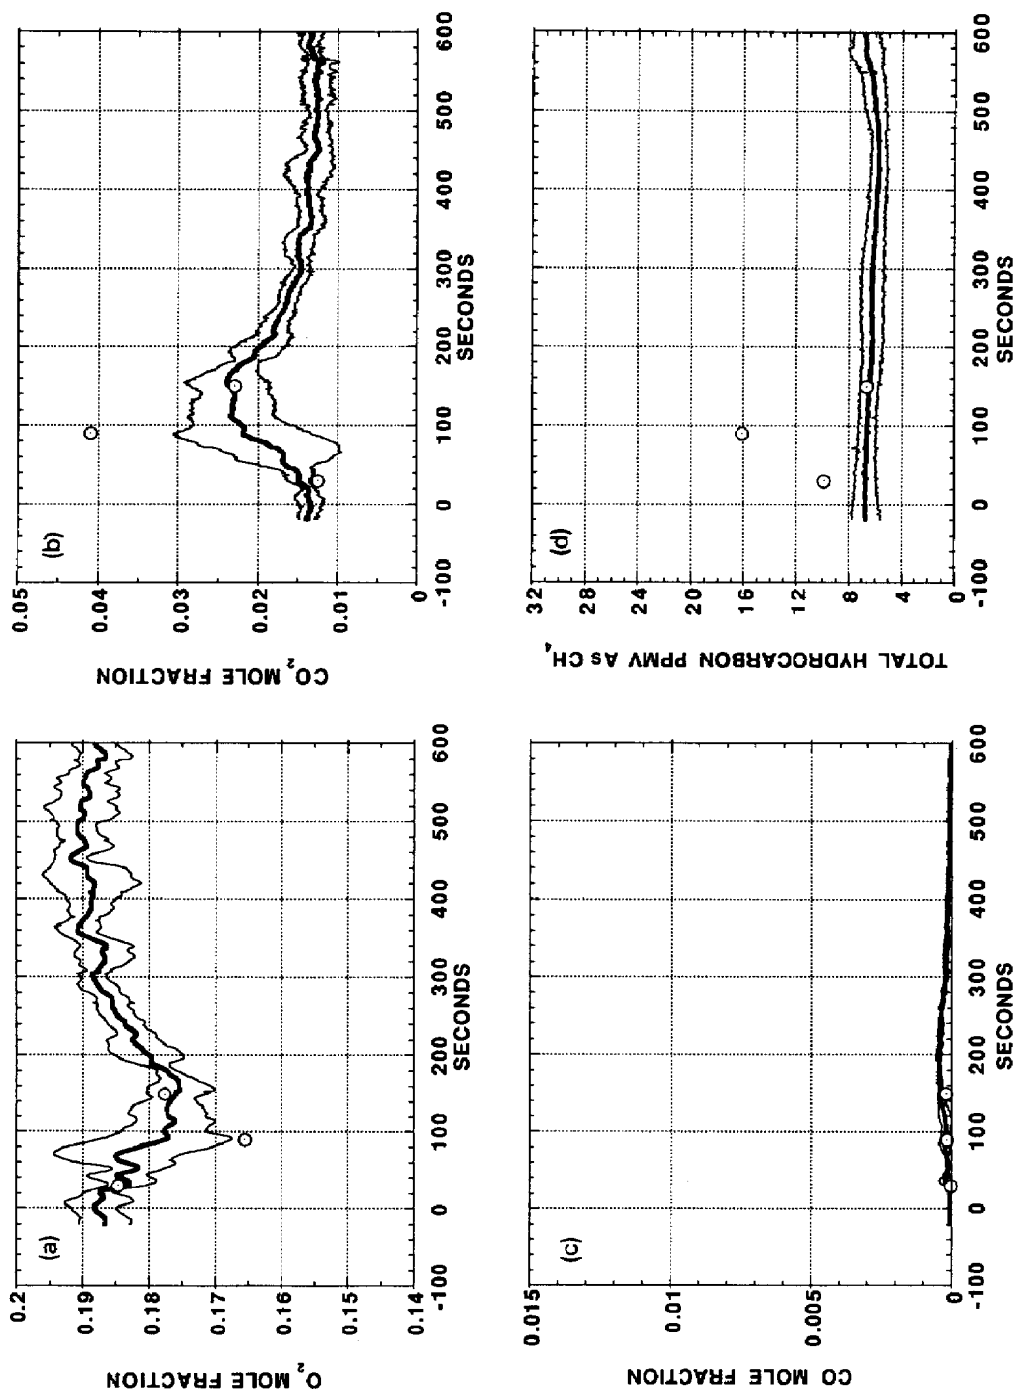 (a)
O2 MOLE FRACTION
0.2
0.19
0.18
0.17
0.16
0.15
0.14
-100 0 100 200 300 400 500 600
SECONDS
(b)
CO2 MOLE FRACTION
0.05
0.04
0.03
0.02
0.01
0
-100 0 100 200 300 400 500 600
SECONDS
(c)
CO MOLE FRACTION
0.015
0.01
0.005
0
-100 0 100 200 300 400 500 600
SECONDS
(d)
TOTAL HYDROCARBON PPMV AS CH4
32
28
24
20
16
12
8
4
0
-100 0 100 200 300 400 500 600
SECONDS